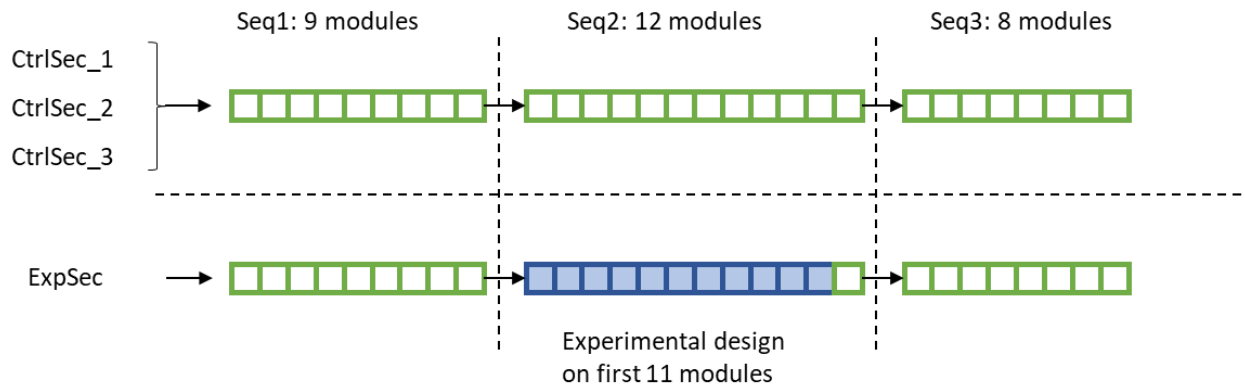 Seq1: 9 modules
Seq2: 12 modules
Seq3: 8 modules
CtrlSec_1
CtrlSec_2
CtrlSec_3
ExpSec
Experimental design
on first 11 modules